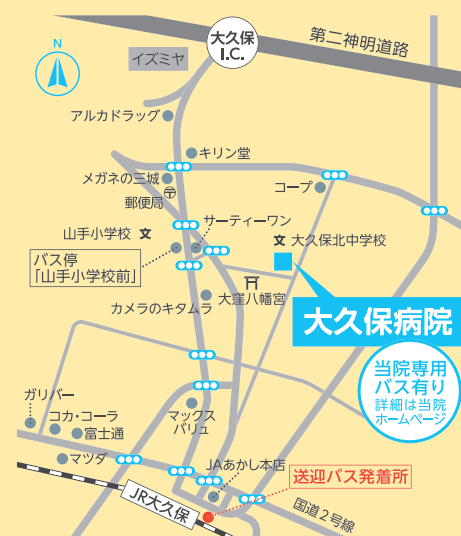 大久保
I.C.
第二神明道路
N
イズミヤ
アルカドラッグ
キリン堂
メガネの三城
郵便局
〒
コープ
サーティーワン
山手小学校 文
文 大久保北中学校
バス停
「山手小学校前」
大窪八幡宮
カメラのキタムラ
大久保病院
当院専用
バス有り
詳細は当院
ホームページ
ガリバー
コカ・コーラ
富士通
マックス
バリュ
マツダ
JAあかし本店
送迎バス発着所
JR大久保
国道2号線